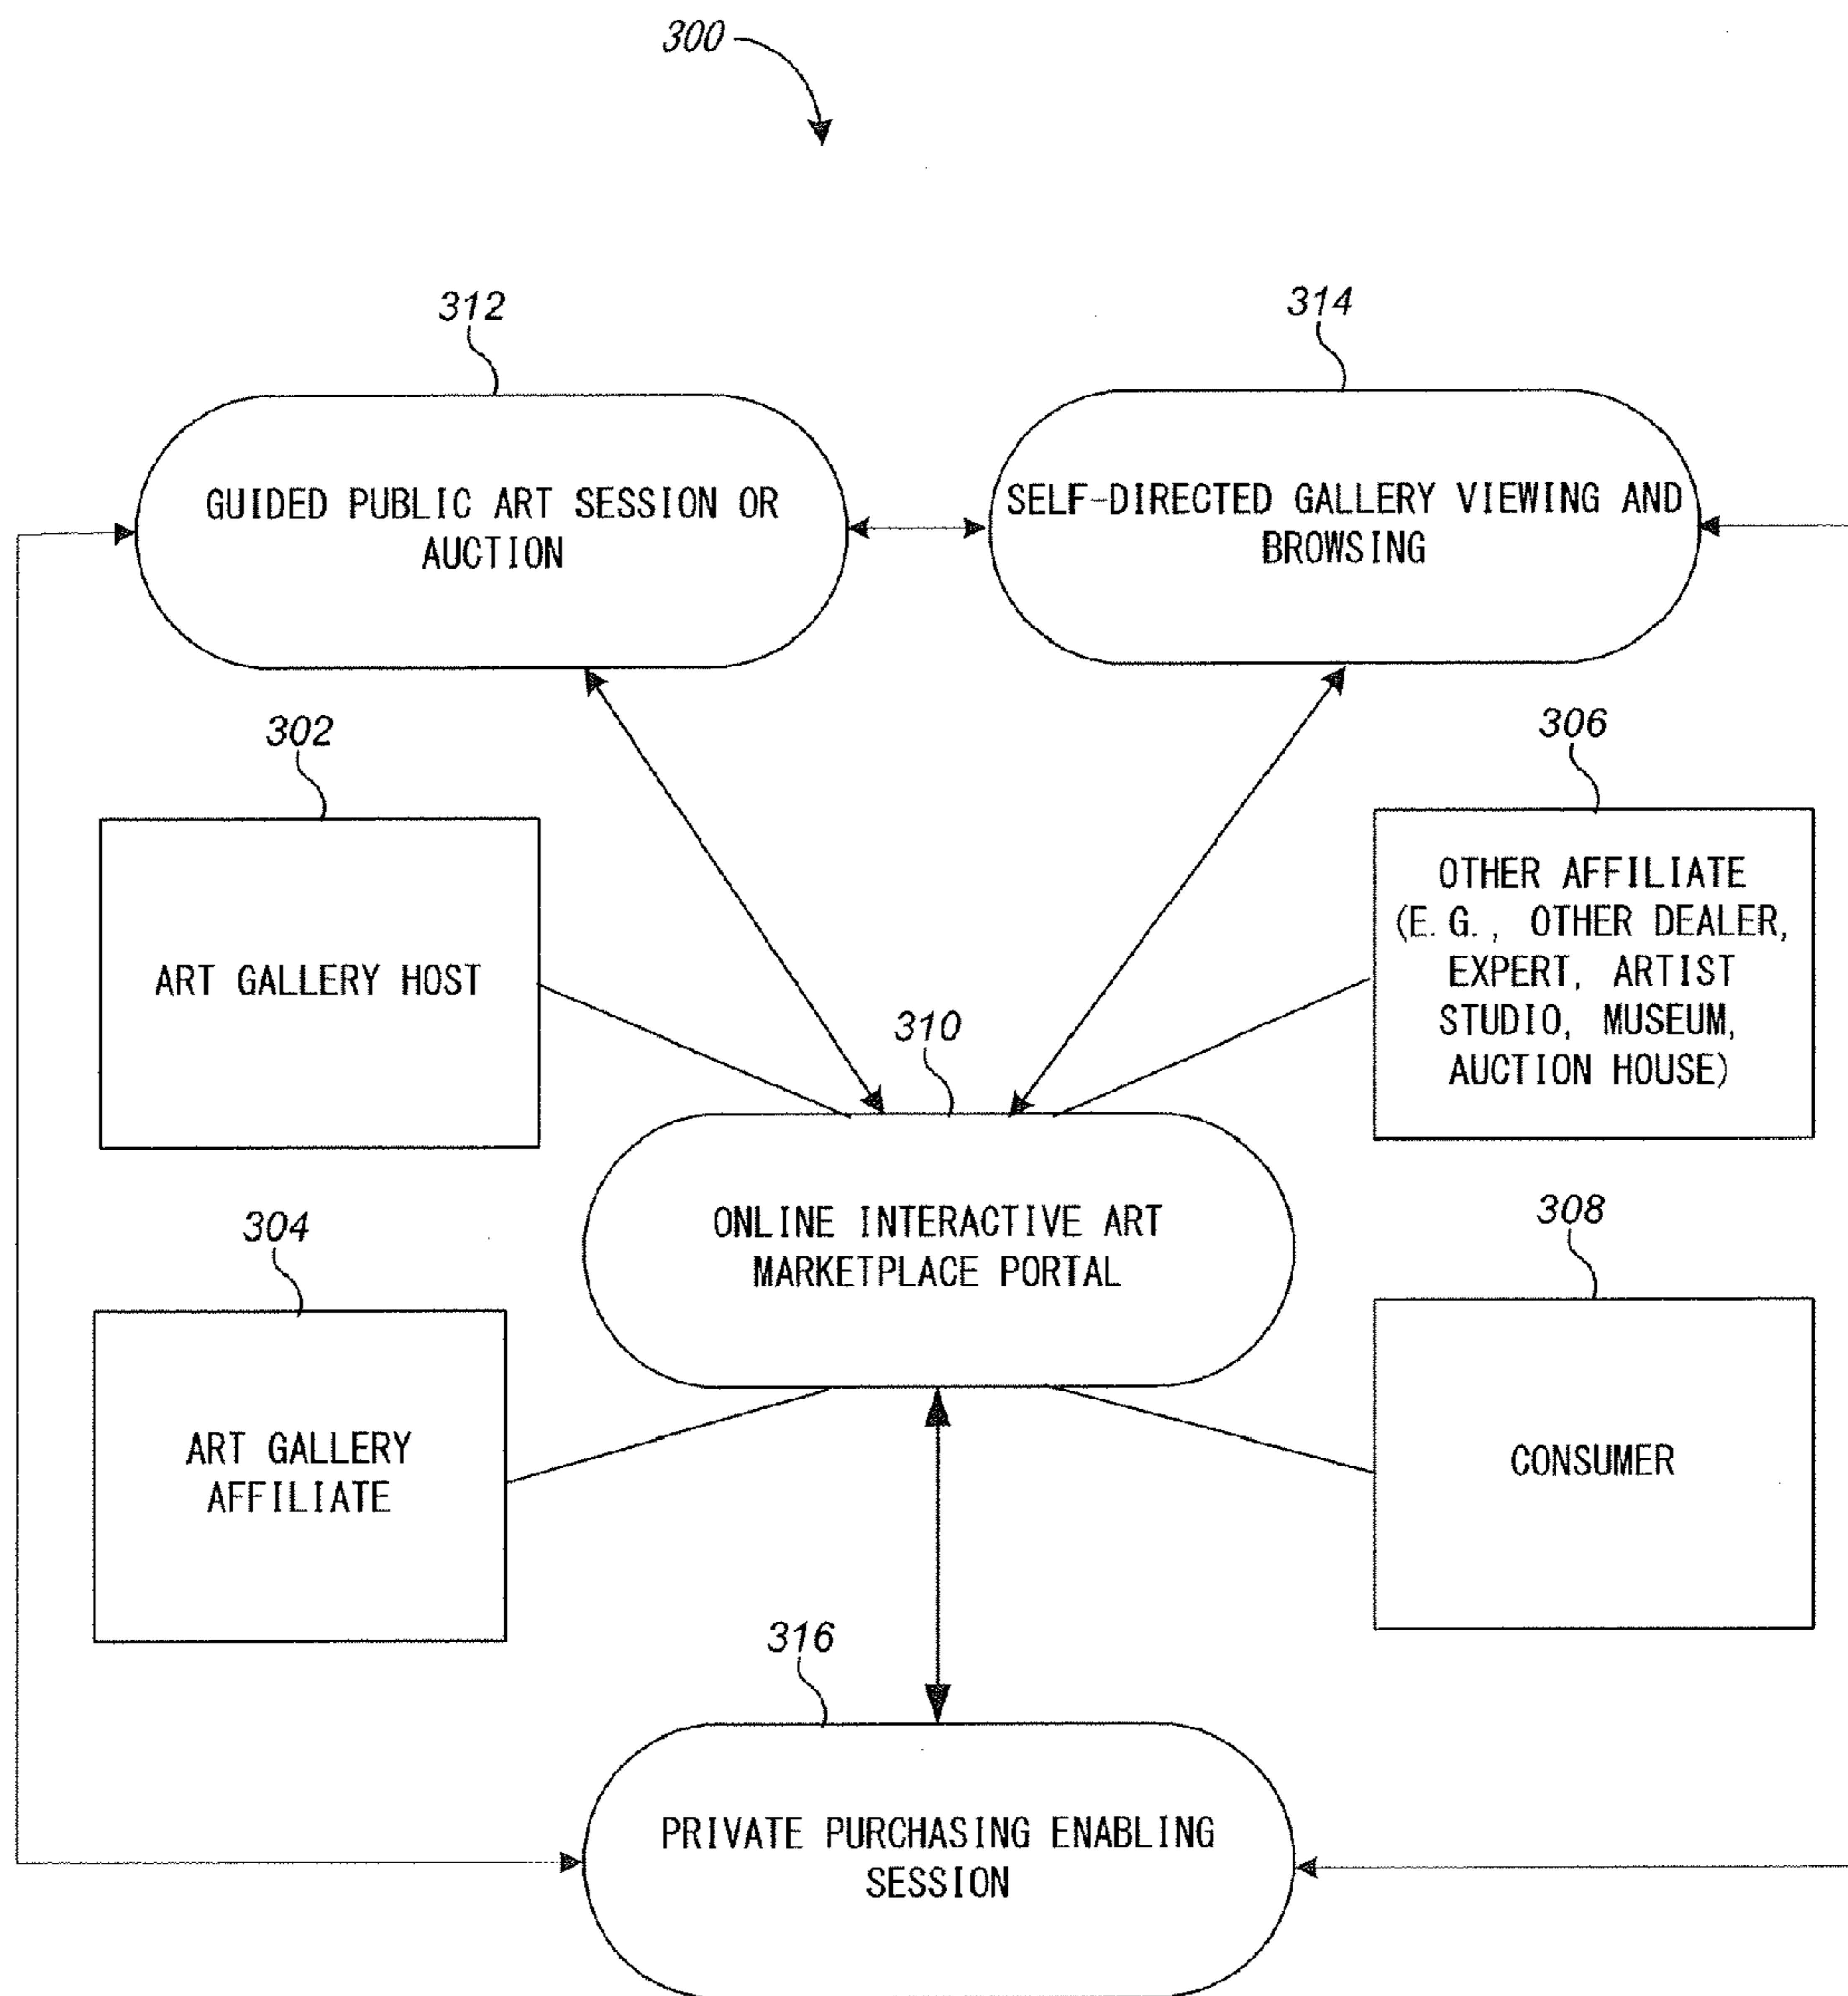 300
312
314
GUIDED PUBLIC ART SESSION OR
AUCTION
SELF-DIRECTED GALLERY VIEWING AND
BROWSING
302
306
ART GALLERY HOST
OTHER AFFILIATE
(E.G., OTHER DEALER,
EXPERT, ARTIST
STUDIO, MUSEUM,
AUCTION HOUSE)
310
ONLINE INTERACTIVE ART
MARKETPLACE PORTAL
304
308
ART GALLERY
AFFILIATE
CONSUMER
316
PRIVATE PURCHASING ENABLING
SESSION